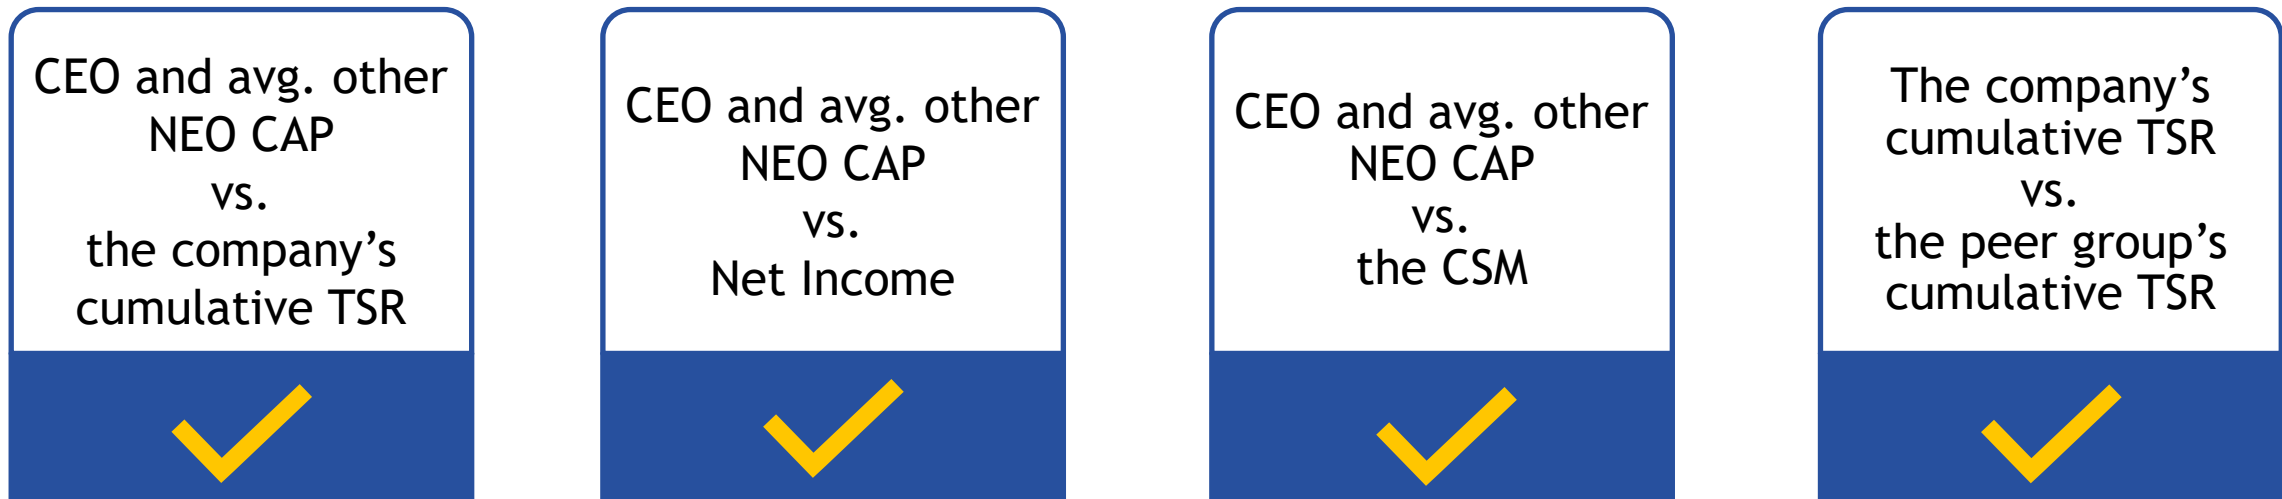 CEO and avg. other
NEO CAP
vs.
the company’s
cumulative TSR
CEO and avg. other
NEO CAP
vs.
Net Income
CEO and avg. other
NEO CAP
vs.
the CSM
The company’s
cumulative TSR
vs.
the peer group’s
cumulative TSR